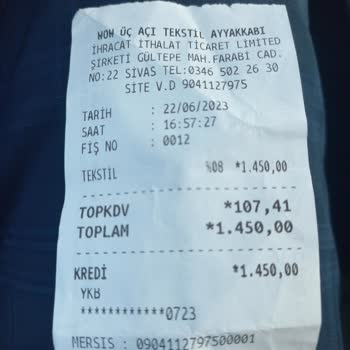 WOW ÜÇ AÇI TEKSTİL AYYAKKABI
İHRACAT İTHALAT TİCARET LIMITED
ŞİRKETİ GÜLTEPE MAH.FARABİ CAD.
NO:22 SİVAS TEL:0346 502 26 30
SİTE V.D 9041127975
TARİH : 22/06/2023
SAAT : 16:57:27
FİŞ NO : 0012
TEKSTİL %08 *1.450,00
TOPKDV *107,41
TOPLAM *1.450,00
KREDİ *1.450,00
YKB
************0723
MERSIS : 0904112797500001